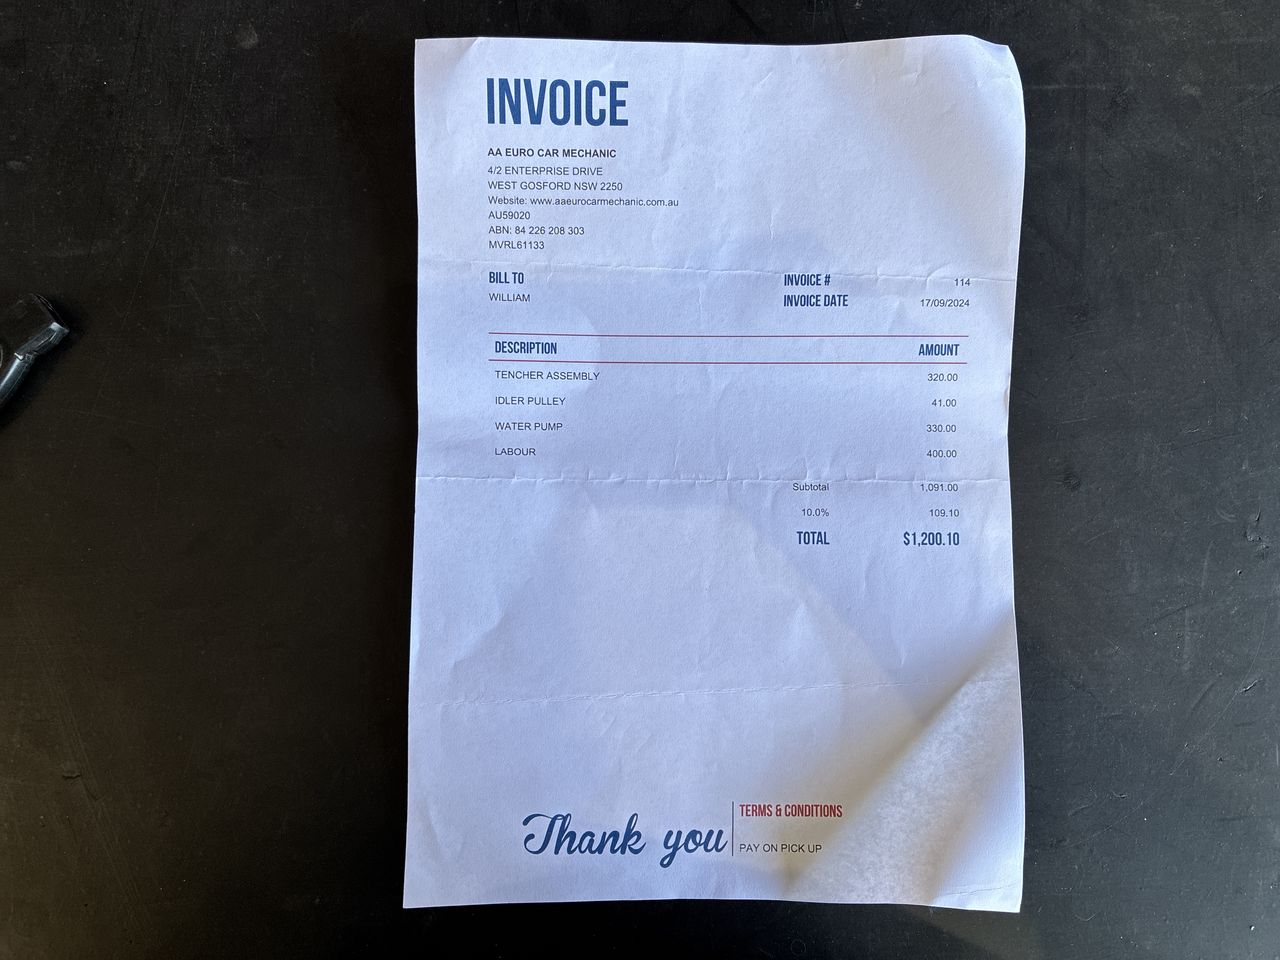 INVOICE
AA EURO CAR MECHANIC
4/2 ENTERPRISE DRIVE
WEST GOSFORD NSW 2250
Website: www.aaeurocarmechanic.com.au
AU59020
ABN: 84 226 208 303
MVRL61133
BILL TO
WILLIAM
INVOICE # 114
INVOICE DATE 17/09/2024
DESCRIPTION AMOUNT
TENCHER ASSEMBLY 320.00
IDLER PULLEY 41.00
WATER PUMP 330.00
LABOUR 400.00
Subtotal 1,091.00
10.0% 109.10
TOTAL $1,200.10
Thank you
TERMS & CONDITIONS
PAY ON PICK UP